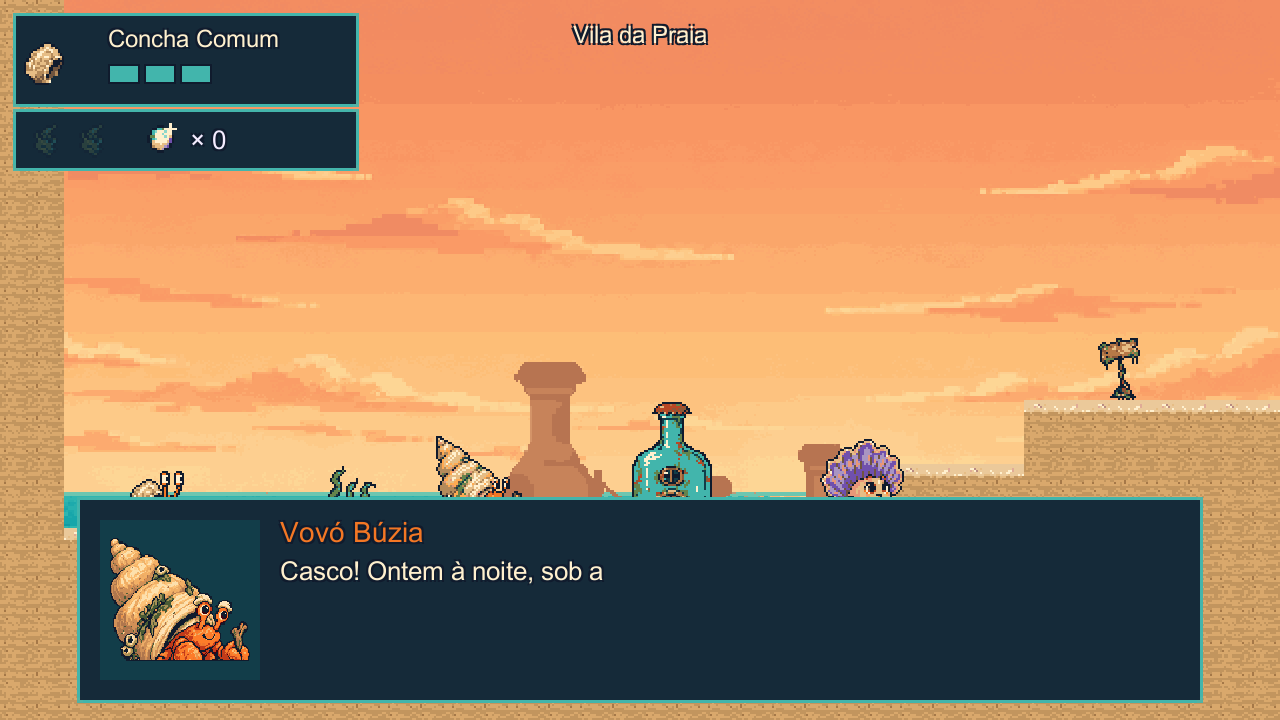 Concha Comum
Vila da Praia
× 0
Vovó Búzia
Casco! Ontem à noite, sob a